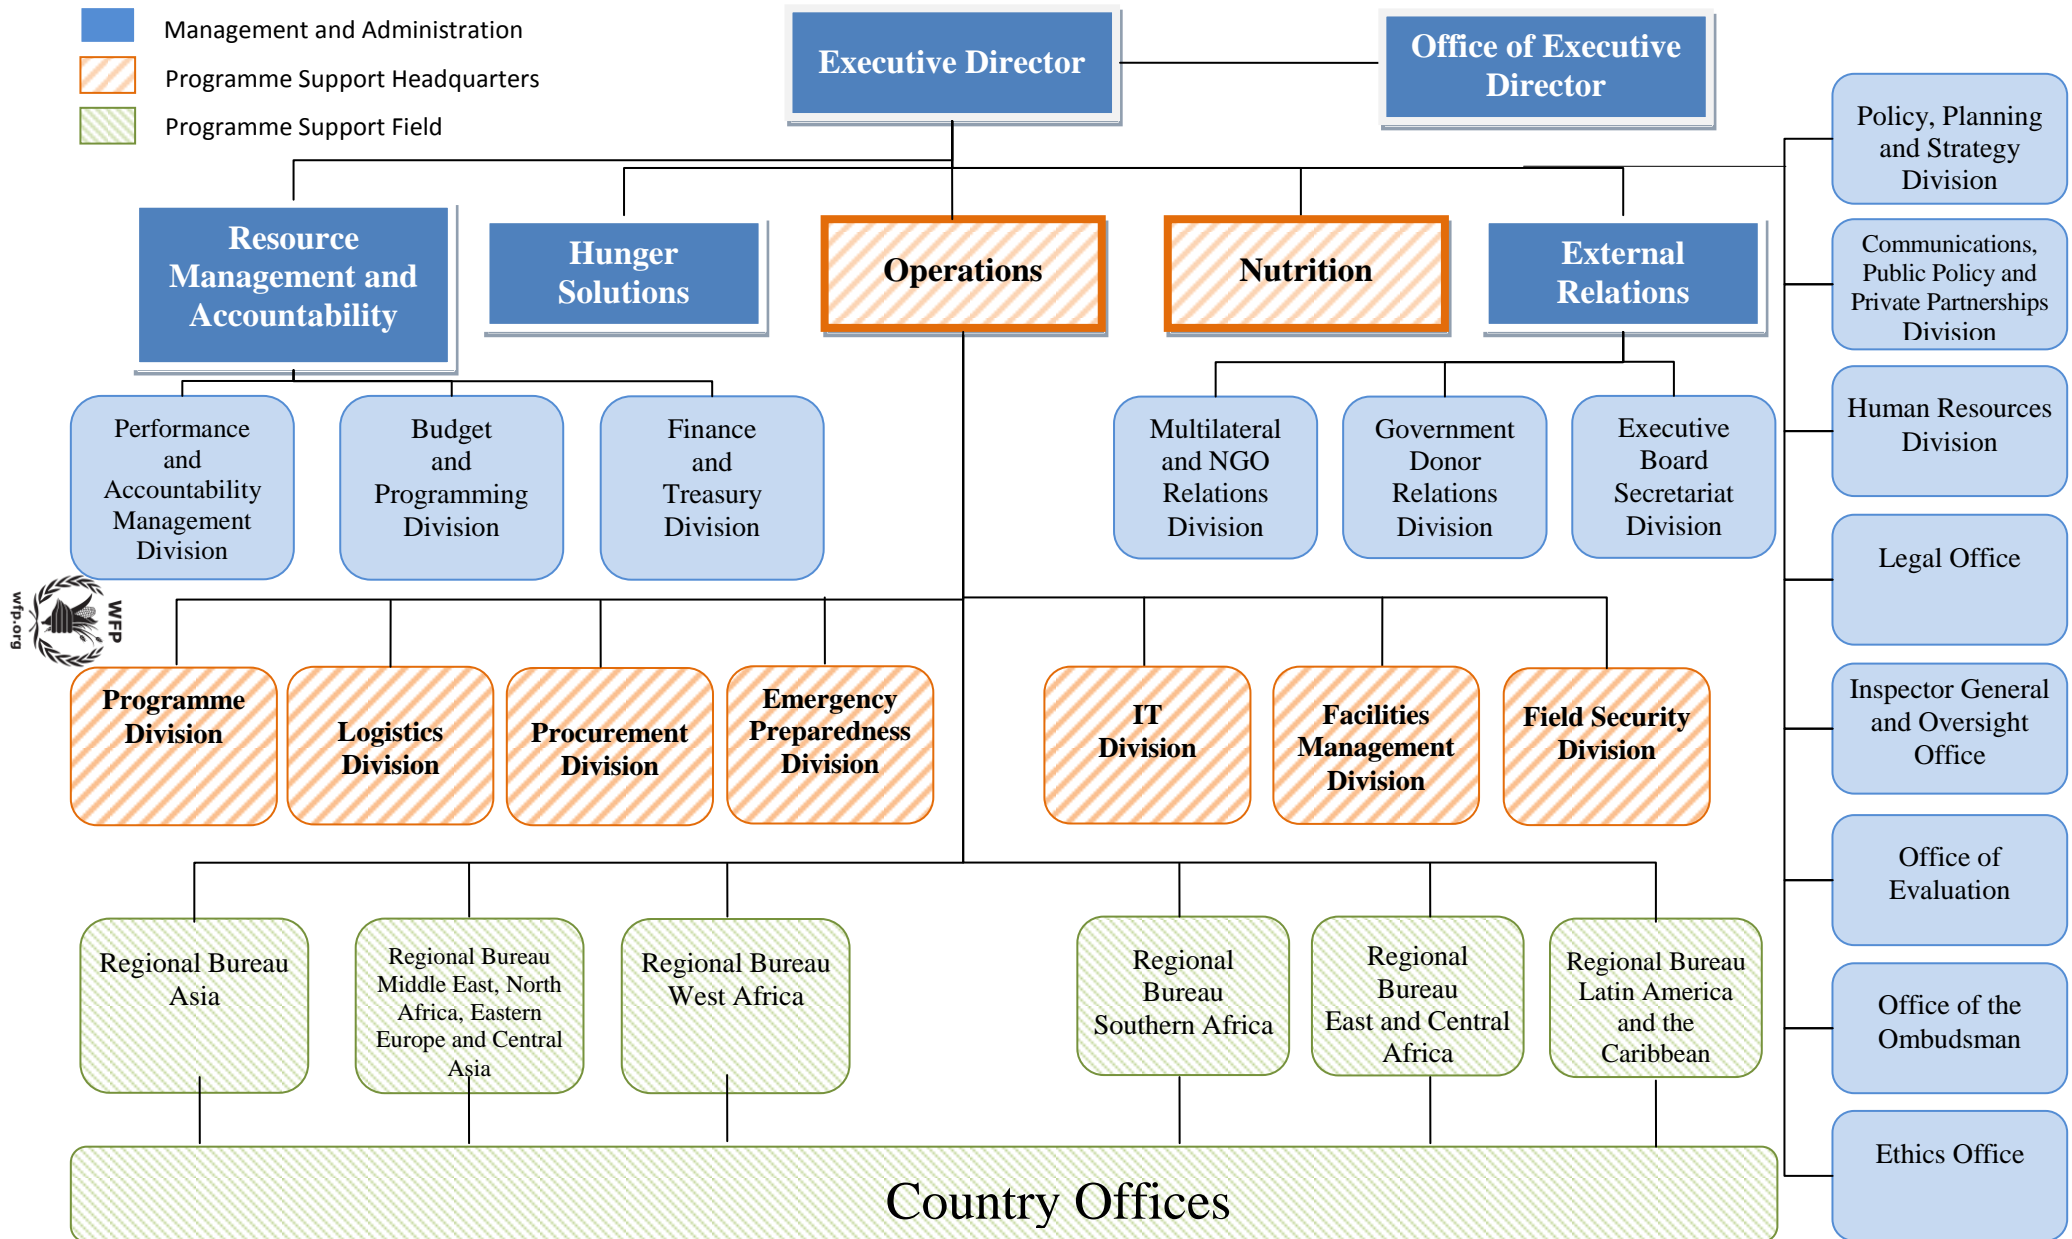 Management and Administration
Programme Support Headquarters
Programme Support Field
Executive Director
Office of Executive
Director
Resource
Management and
Accountability
Hunger
Solutions
Operations
Nutrition
External
Relations
Performance
and
Accountability
Management
Division
Budget
and
Programming
Division
Finance
and
Treasury
Division
Multilateral
and NGO
Relations
Division
Government
Donor
Relations
Division
Executive
Board
Secretariat
Division
WFP
wfp.org
Programme
Division
Logistics
Division
Procurement
Division
Emergency
Preparedness
Division
IT
Division
Facilities
Management
Division
Field Security
Division
Regional Bureau
Asia
Regional Bureau
Middle East, North
Africa, Eastern
Europe and Central
Asia
Regional Bureau
West Africa
Regional
Bureau
Southern Africa
Regional
Bureau
East and Central
Africa
Regional Bureau
Latin America
and the
Caribbean
Country Offices
Policy, Planning
and Strategy
Division
Communications,
Public Policy and
Private Partnerships
Division
Human Resources
Division
Legal Office
Inspector General
and Oversight
Office
Office of
Evaluation
Office of the
Ombudsman
Ethics Office